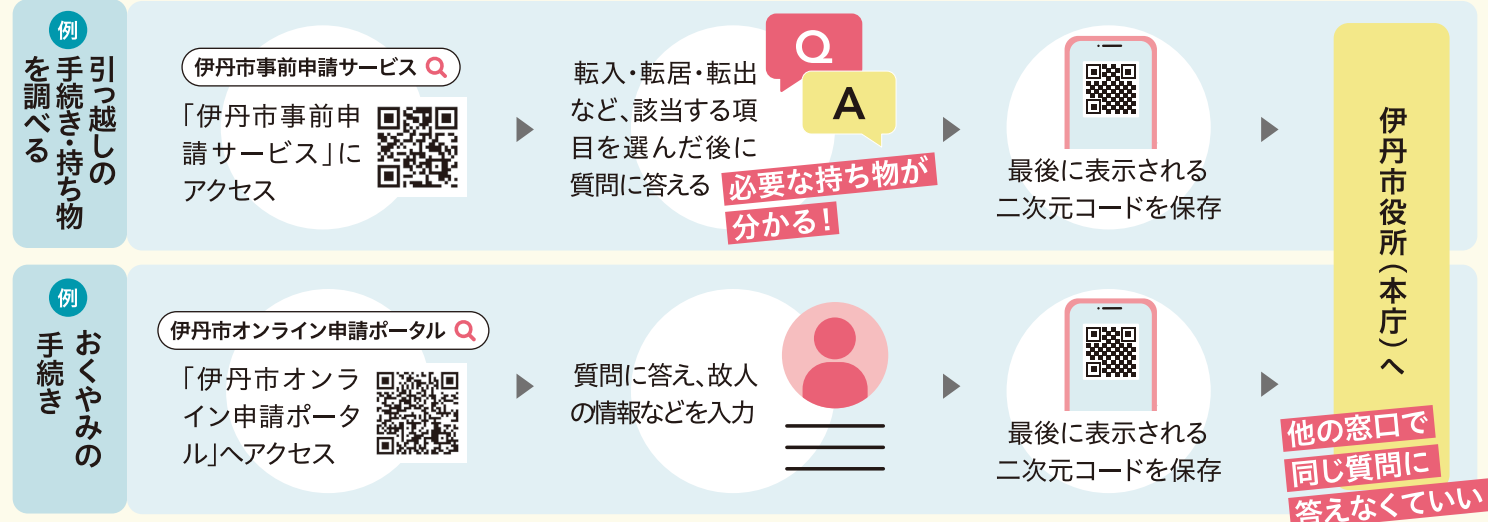 例
引っ越しの
手続き・持ち物
を調べる
伊丹市事前申請サービス
「伊丹市事前申
請サービス」に
アクセス
転入・転居・転出
など、該当する項
目を選んだ後に
質問に答える
Q
A
必要な持ち物が
分かる!
最後に表示される
二次元コードを保存
例
おくやみの
手続き
伊丹市オンライン申請ポータル
「伊丹市オンラ
イン申請ポータ
ル」へアクセス
質問に答え、故人
の情報などを入力
最後に表示される
二次元コードを保存
伊丹市役所(本庁)へ
他の窓口で
同じ質問に
答えなくていい